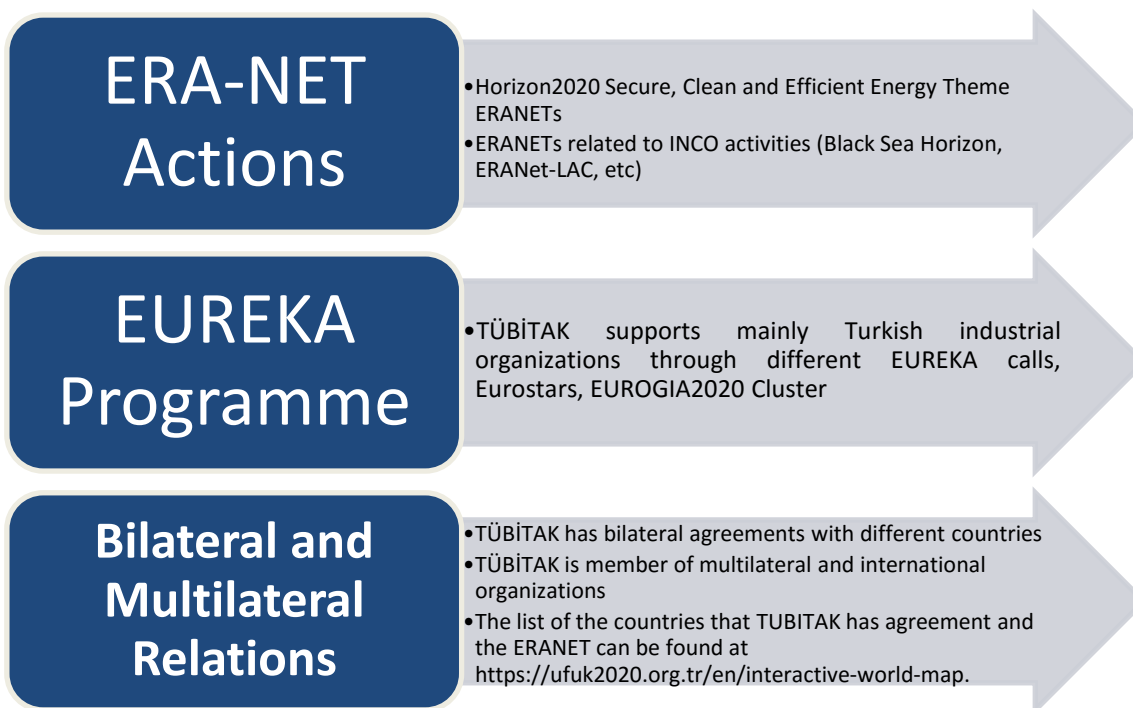 ERA-NET
Actions
•Horizon2020 Secure, Clean and Efficient Energy Theme
ERANETs
•ERANETs related to INCO activities (Black Sea Horizon,
ERANet-LAC, etc)
EUREKA
Programme
•TÜBİTAK supports mainly Turkish industrial
organizations through different EUREKA calls,
Eurostars, EUROGIA2020 Cluster
Bilateral and
Multilateral
Relations
•TÜBİTAK has bilateral agreements with different countries
•TÜBİTAK is member of multilateral and international
organizations
•The list of the countries that TUBITAK has agreement and
the ERANET can be found at
https://ufuk2020.org.tr/en/interactive-world-map.